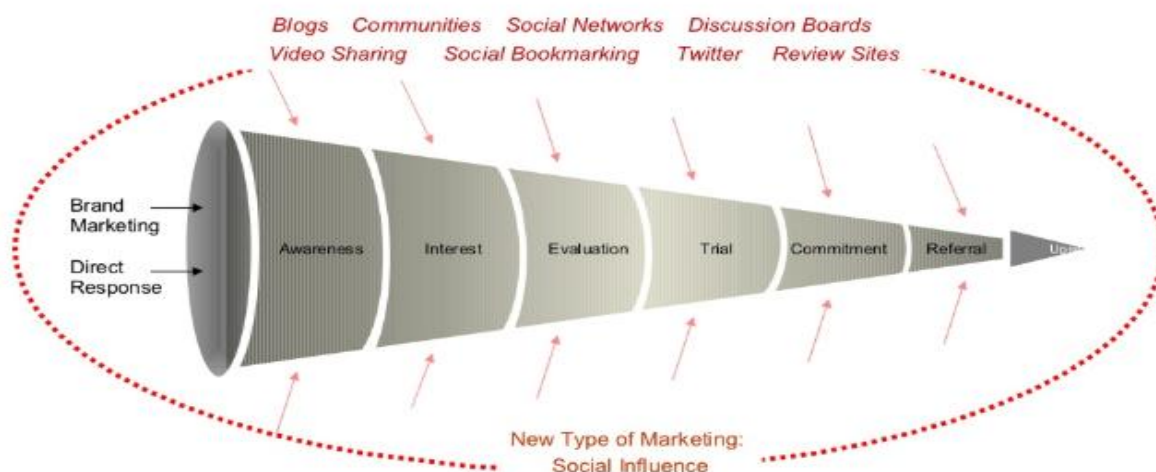 Blogs Communities Social Networks Discussion Boards
Video Sharing Social Bookmarking Twitter Review Sites
Brand
Marketing
Direct
Response
Awareness
Interest
Evaluation
Trial
Commitment
Referral
New Type of Marketing:
Social Influence